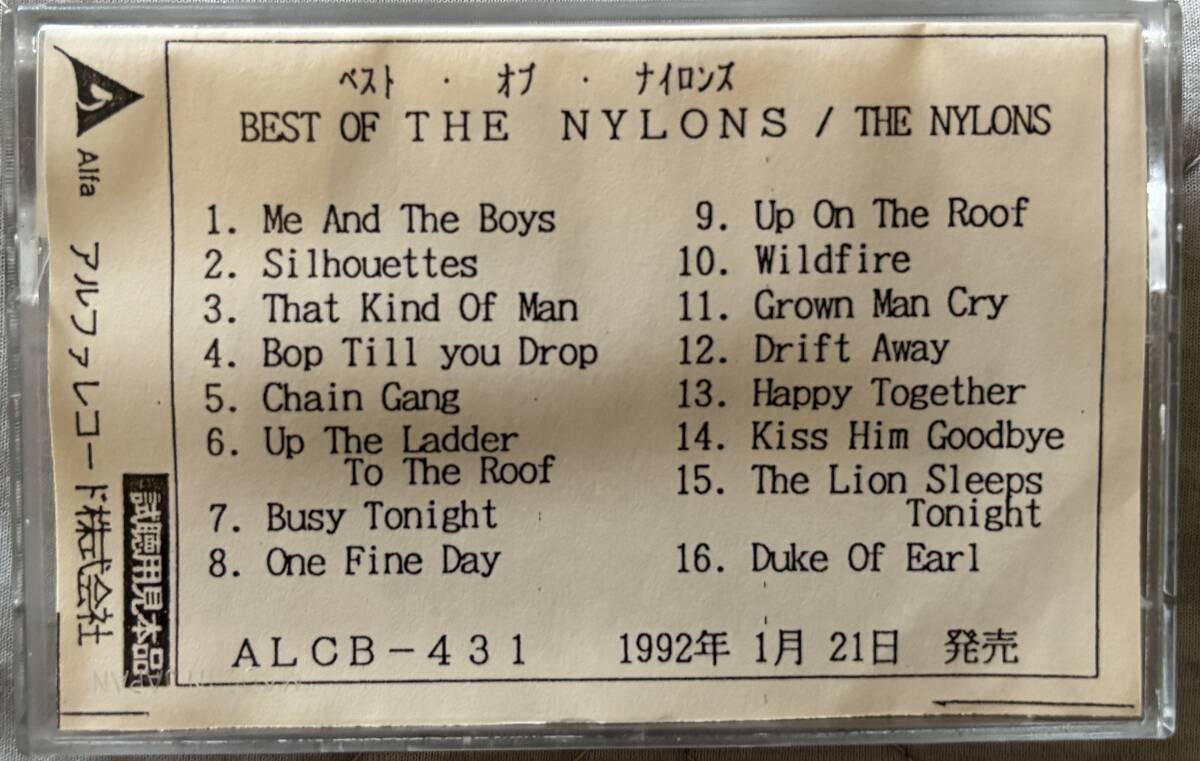 ベスト ・ オブ ・ ナイロンズ
BEST OF THE NYLONS / THE NYLONS
1. Me And The Boys
2. Silhouettes
3. That Kind Of Man
4. Bop Till you Drop
5. Chain Gang
6. Up The Ladder
To The Roof
7. Busy Tonight
8. One Fine Day
9. Up On The Roof
10. Wildfire
11. Grown Man Cry
12. Drift Away
13. Happy Together
14. Kiss Him Goodbye
15. The Lion Sleeps
Tonight
16. Duke Of Earl
ALCB-431 1992年 1月 21日 発売
Alfa アルファレコード株式会社
試聴用見本品